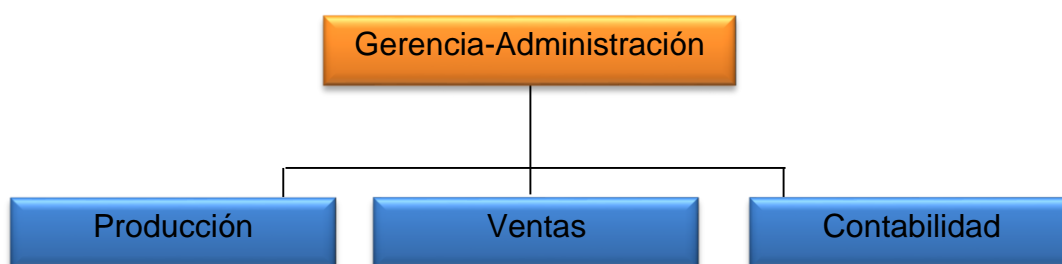 Gerencia-Administración
Producción
Ventas
Contabilidad